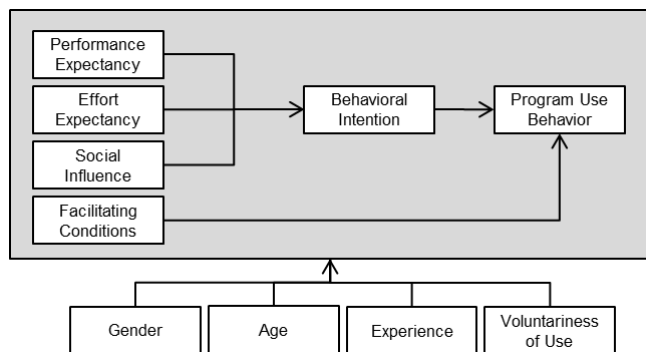 Performance
Expectancy
Effort
Expectancy
Social
Influence
Facilitating
Conditions
Behavioral
Intention
Program Use
Behavior
Gender
Age
Experience
Voluntariness
of Use